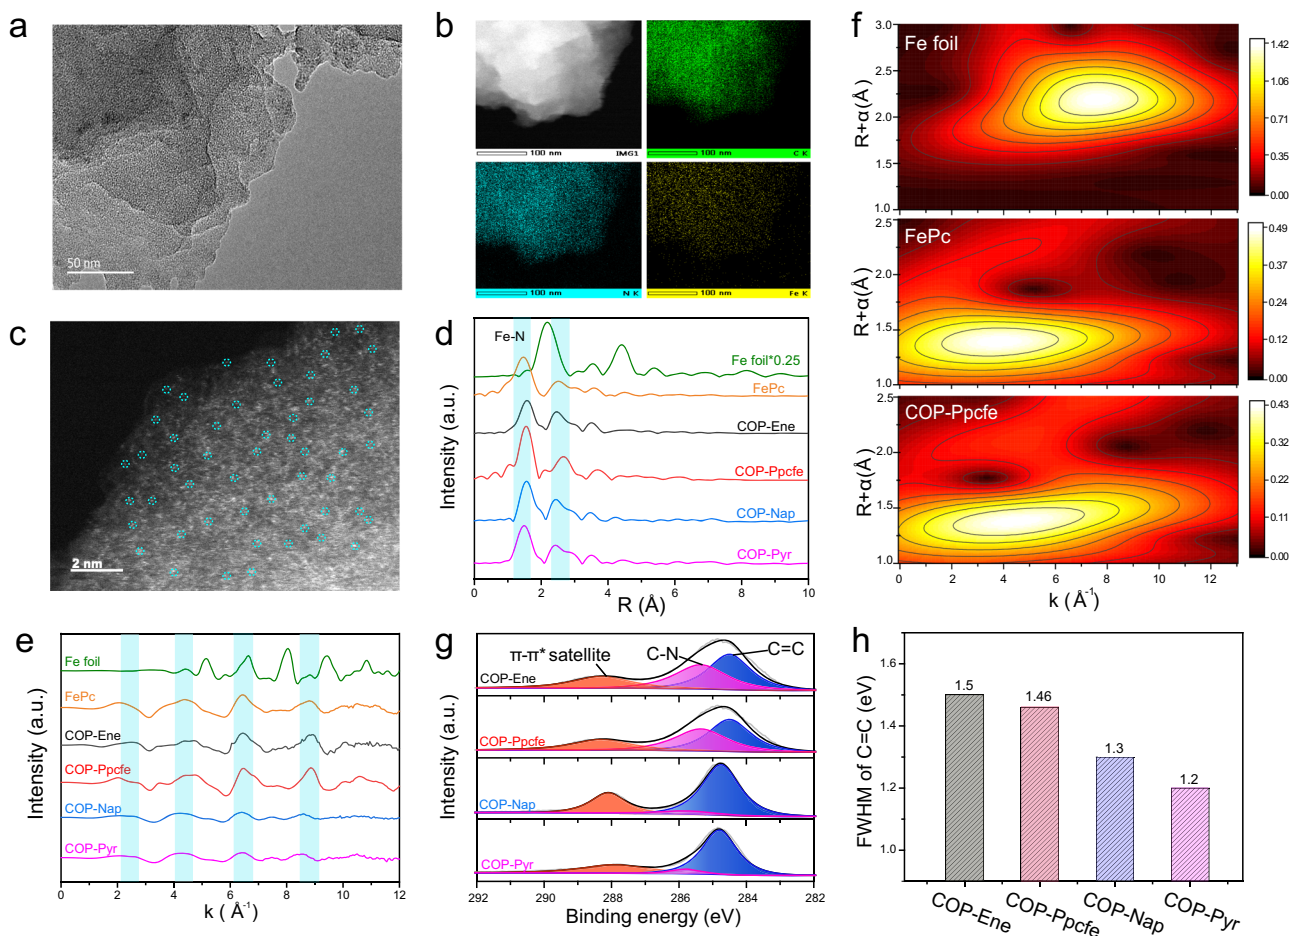 a
50 nm
b
100 nm
IMG1
100 nm
C K
100 nm
N K
100 nm
Fe K
c
2 nm
d
Fe-N
Fe foil*0.25
FePc
COP-Ene
COP-Ppcfe
COP-Nap
COP-Pyr
Intensity (a.u.)
0 2 4 6 8 10
R (Å)
e
Fe foil
FePc
COP-Ene
COP-Ppcfe
COP-Nap
COP-Pyr
Intensity (a.u.)
0 2 4 6 8 10 12
k ( Å⁻¹)
f
Fe foil
R+α(Å)
3.0
2.5
2.0
1.5
1.0
1.42
1.06
0.71
0.35
0.00
FePc
R+α(Å)
2.5
2.0
1.5
1.0
0.49
0.37
0.24
0.12
0.00
COP-Ppcfe
R+α(Å)
2.5
2.0
1.5
1.0
0.43
0.32
0.22
0.11
0.00
0 2 4 6 8 10 12
k (Å⁻¹)
g
π-π* satellite
C-N
C=C
COP-Ene
COP-Ppcfe
COP-Nap
COP-Pyr
Intensity (a.u.)
292 290 288 286 284 282
Binding energy (eV)
h
FWHM of C=C (eV)
1.6
1.4
1.2
1.0
1.5
1.46
1.3
1.2
COP-Ene
COP-Ppcfe
COP-Nap
COP-Pyr